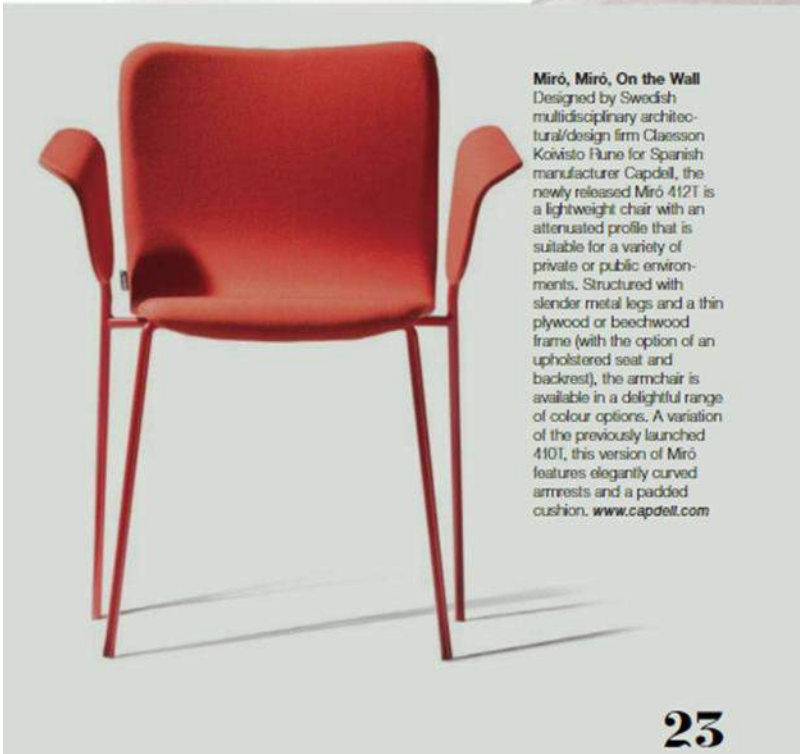 Miró, Miró, On the Wall
Designed by Swedish
multidisciplinary architec-
tural/design firm Claesson
Koivisto Rune for Spanish
manufacturer Capdell, the
newly released Miró 412T is
a lightweight chair with an
attenuated profile that is
suitable for a variety of
private or public environ-
ments. Structured with
slender metal legs and a thin
plywood or beechwood
frame (with the option of an
upholstered seat and
backrest), the armchair is
available in a delightful range
of colour options. A variation
of the previously launched
410T, this version of Miró
features elegantly curved
armrests and a padded
cushion. www.capdell.com
23